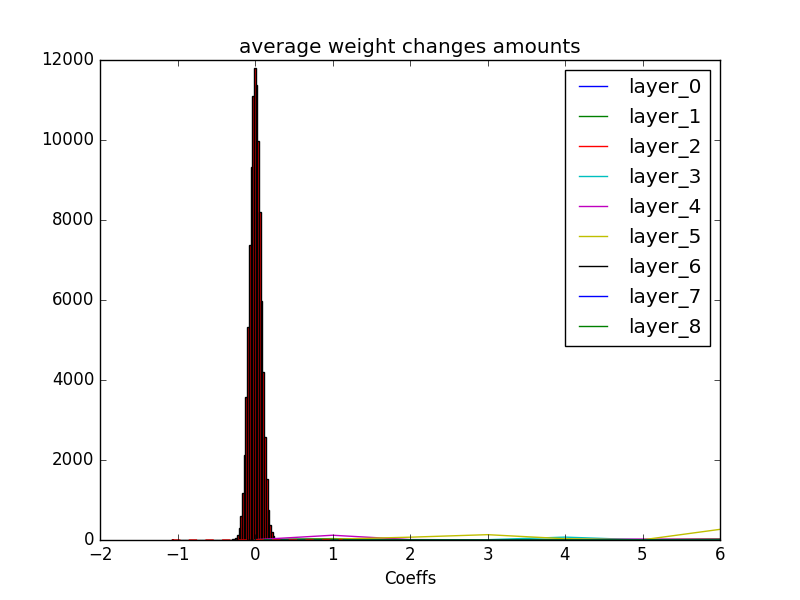 average weight changes amounts
12000
10000
8000
6000
4000
2000
0
−2 −1 0 1 2 3 4 5 6
Coeffs
layer_0
layer_1
layer_2
layer_3
layer_4
layer_5
layer_6
layer_7
layer_8